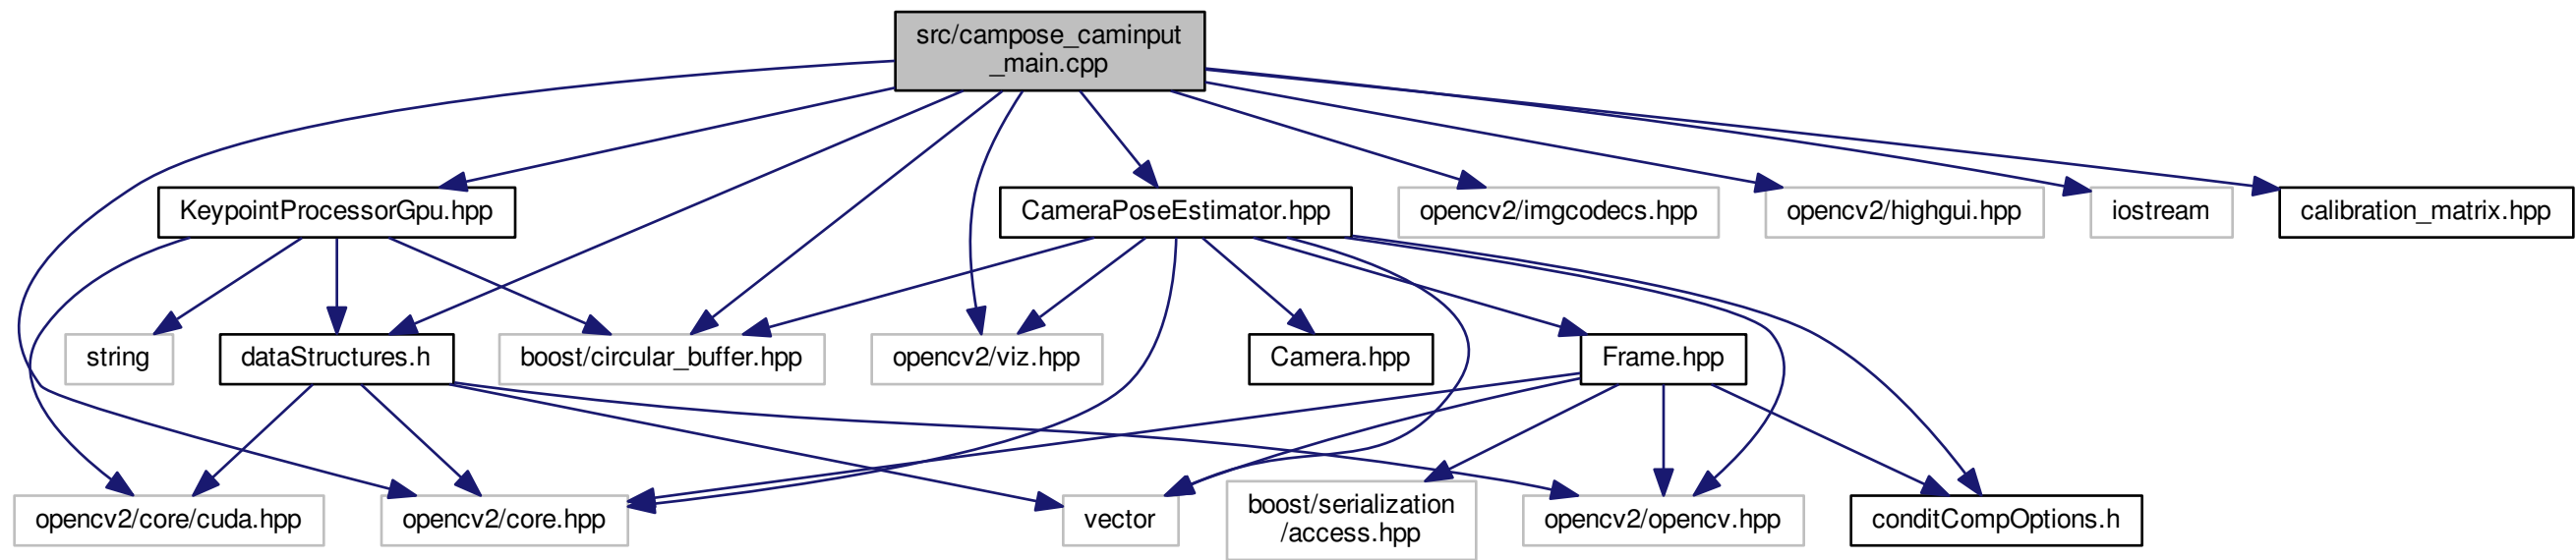 src/campose_caminput
_main.cpp
KeypointProcessorGpu.hpp
CameraPoseEstimator.hpp
opencv2/imgcodecs.hpp
opencv2/highgui.hpp
iostream
calibration_matrix.hpp
string
dataStructures.h
boost/circular_buffer.hpp
opencv2/viz.hpp
Camera.hpp
Frame.hpp
opencv2/core/cuda.hpp
opencv2/core.hpp
vector
boost/serialization
/access.hpp
opencv2/opencv.hpp
conditCompOptions.h